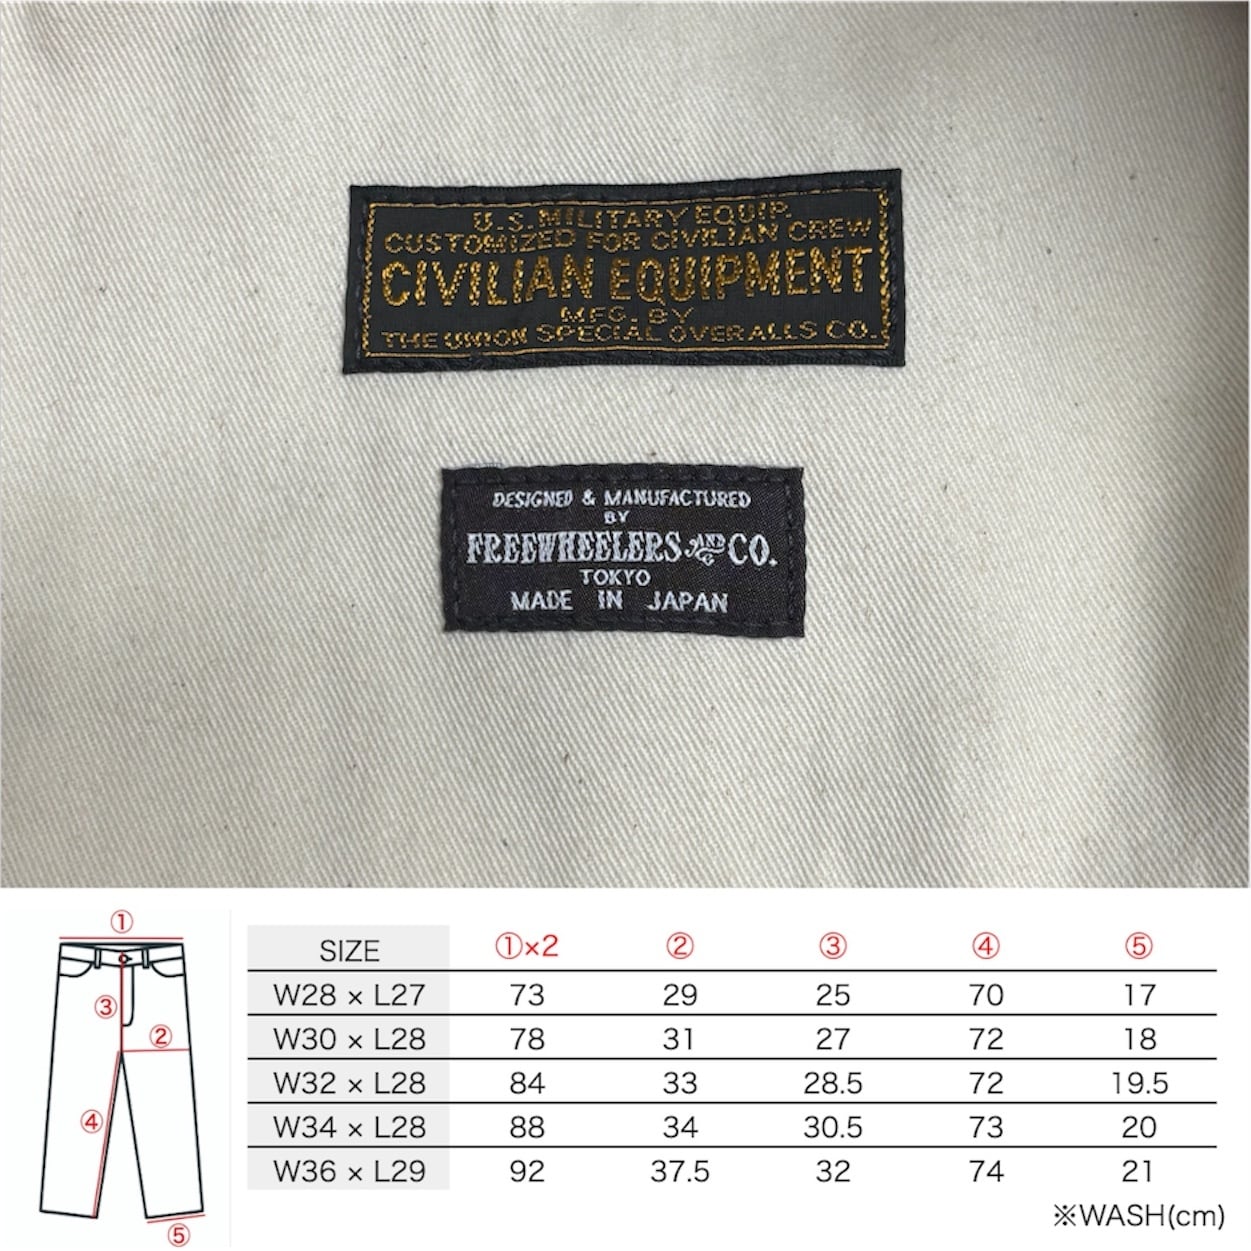 U.S. MILITARY EQUIP.
CUSTOMIZED FOR CIVILIAN CREW
CIVILIAN EQUIPMENT
MFG. BY
THE UNION SPECIAL OVERALLS CO.
DESIGNED & MANUFACTURED
BY
FREEWHEELERS AND CO.
TOKYO
MADE IN JAPAN
①
③
②
④
⑤
SIZE ①×2 ② ③ ④ ⑤
W28 × L27 73 29 25 70 17
W30 × L28 78 31 27 72 18
W32 × L28 84 33 28.5 72 19.5
W34 × L28 88 34 30.5 73 20
W36 × L29 92 37.5 32 74 21
※WASH(cm)